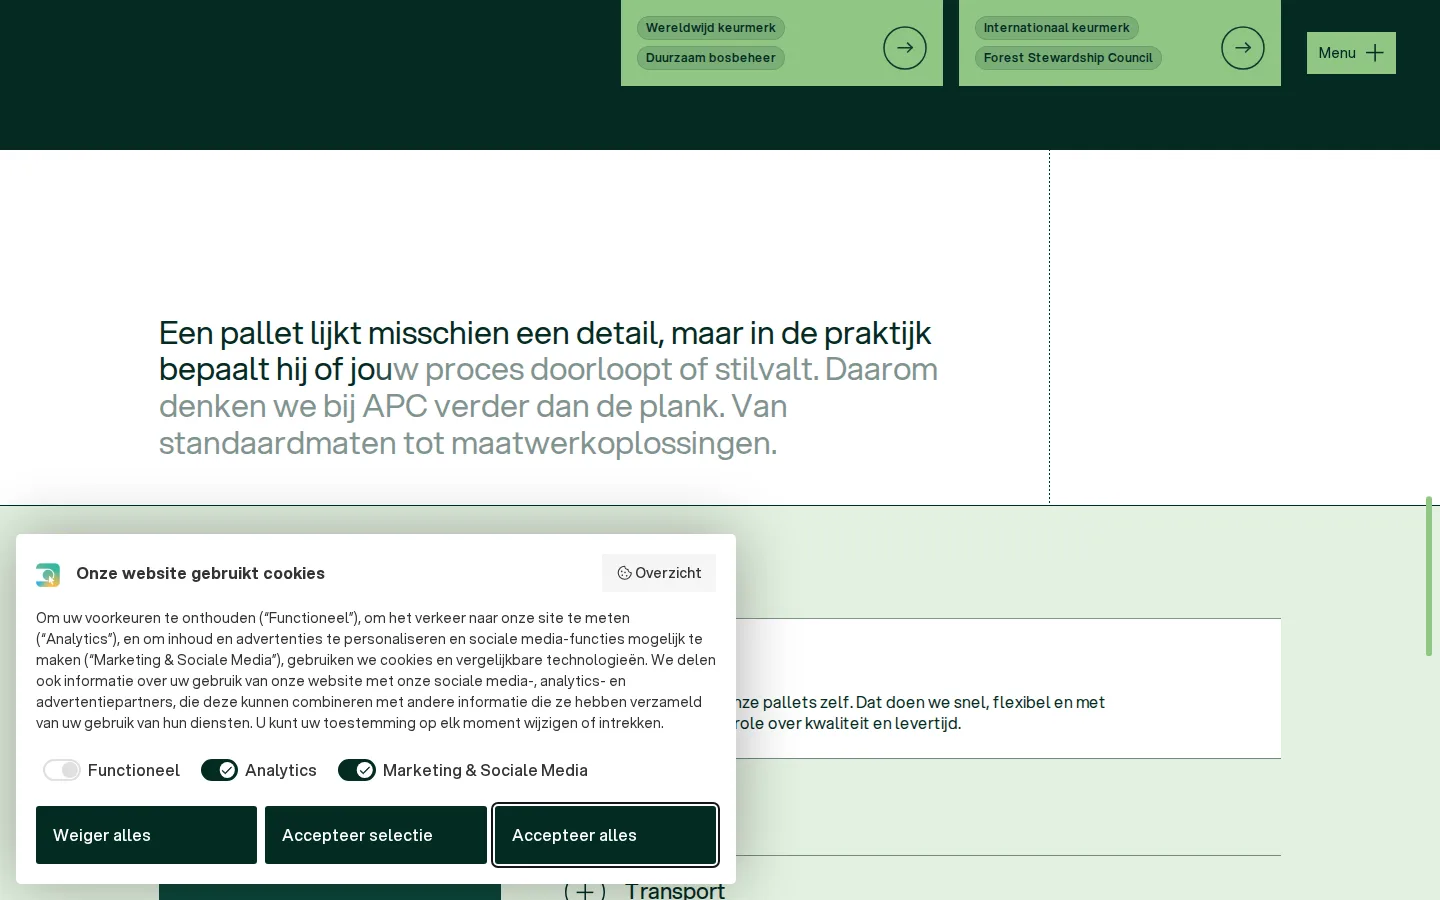 Wereldwijd keurmerk
Duurzaam bosbeheer
Internationaal keurmerk
Forest Stewardship Council
Menu
Een pallet lijkt misschien een detail, maar in de praktijk
bepaalt hij of jouw proces doorloopt of stilvalt. Daarom
denken we bij APC verder dan de plank. Van
standaardmaten tot maatwerkoplossingen.
Onze website gebruikt cookies
Overzicht
Om uw voorkeuren te onthouden (“Functioneel”), om het verkeer naar onze site te meten
(“Analytics”), en om inhoud en advertenties te personaliseren en sociale media-functies mogelijk te
maken (“Marketing & Sociale Media”), gebruiken we cookies en vergelijkbare technologieën. We delen
ook informatie over uw gebruik van onze website met onze sociale media-, analytics- en
advertentiepartners, die deze kunnen combineren met andere informatie die ze hebben verzameld
van uw gebruik van hun diensten. U kunt uw toestemming op elk moment wijzigen of intrekken.
Functioneel
Analytics
Marketing & Sociale Media
Weiger alles
Accepteer selectie
Accepteer alles
nze pallets zelf. Dat doen we snel, flexibel en met
role over kwaliteit en levertijd.
Transport